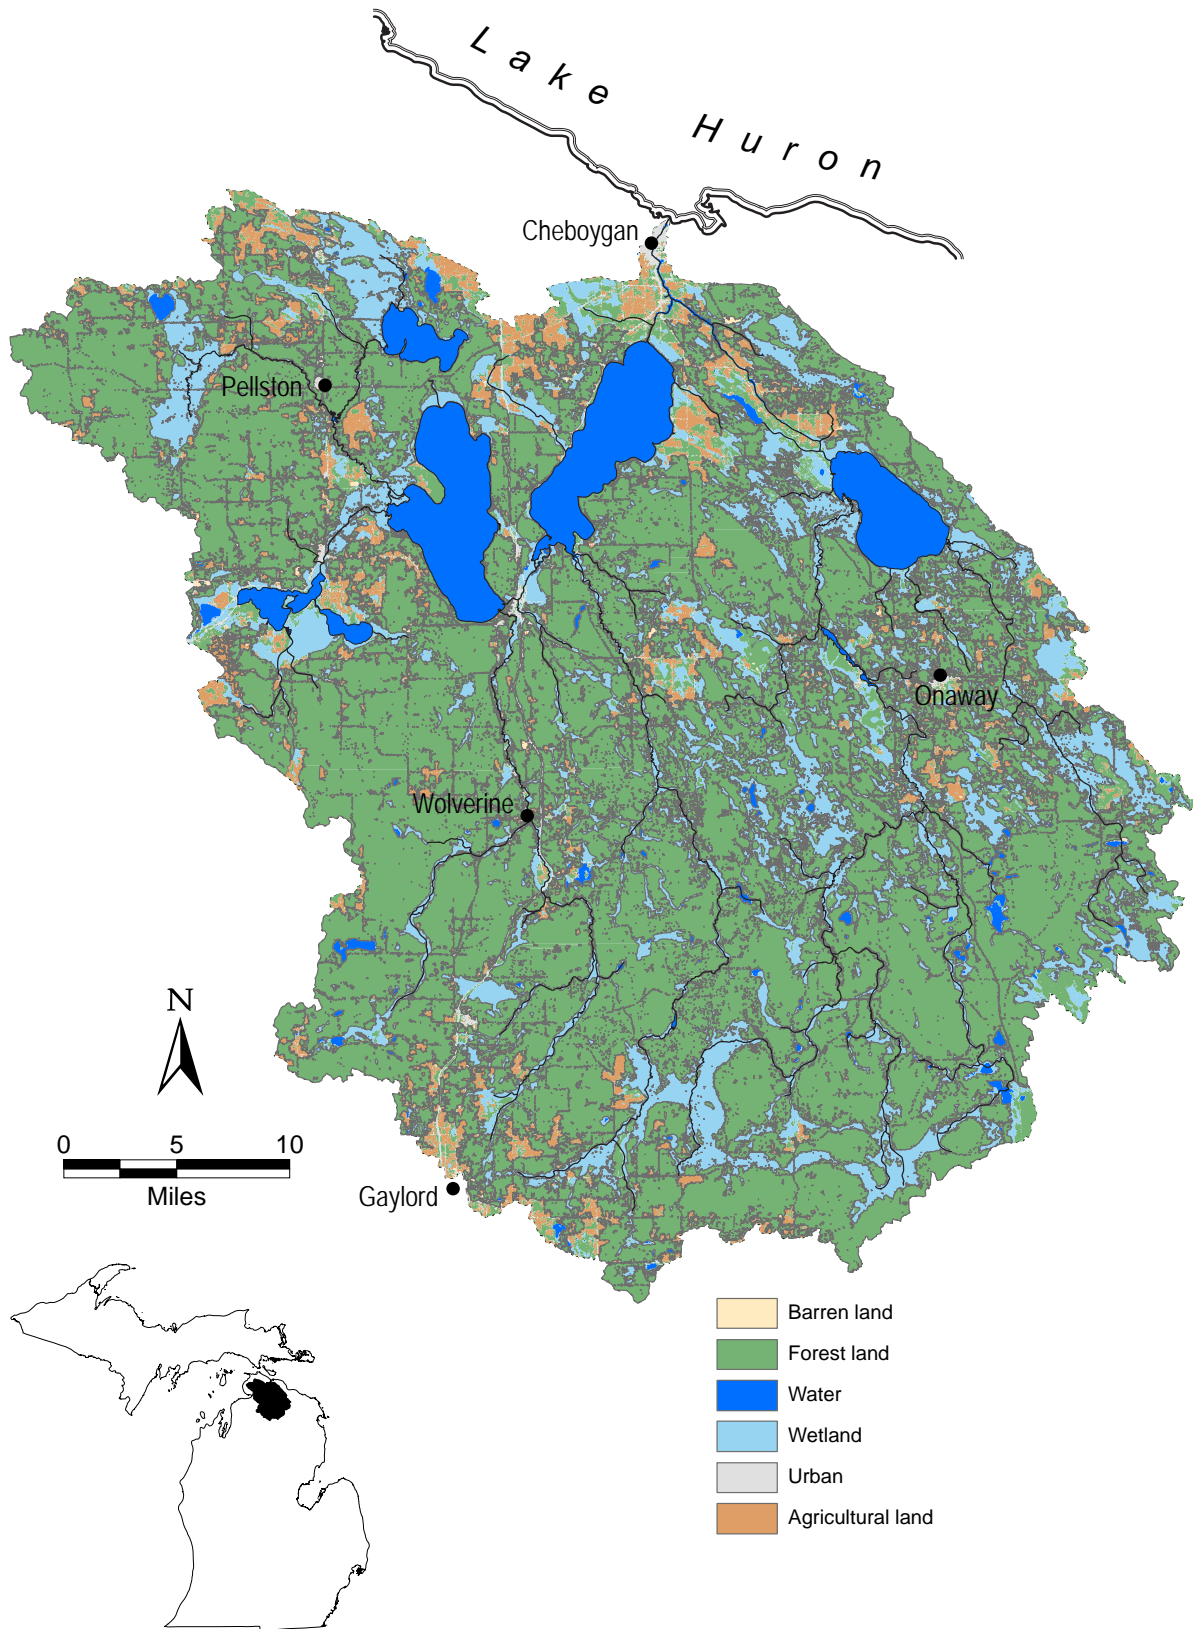 Lake Huron
Cheboygan
Pellston
Onaway
Wolverine
N
0 5 10
Miles
Gaylord
Barren land
Forest land
Water
Wetland
Urban
Agricultural land